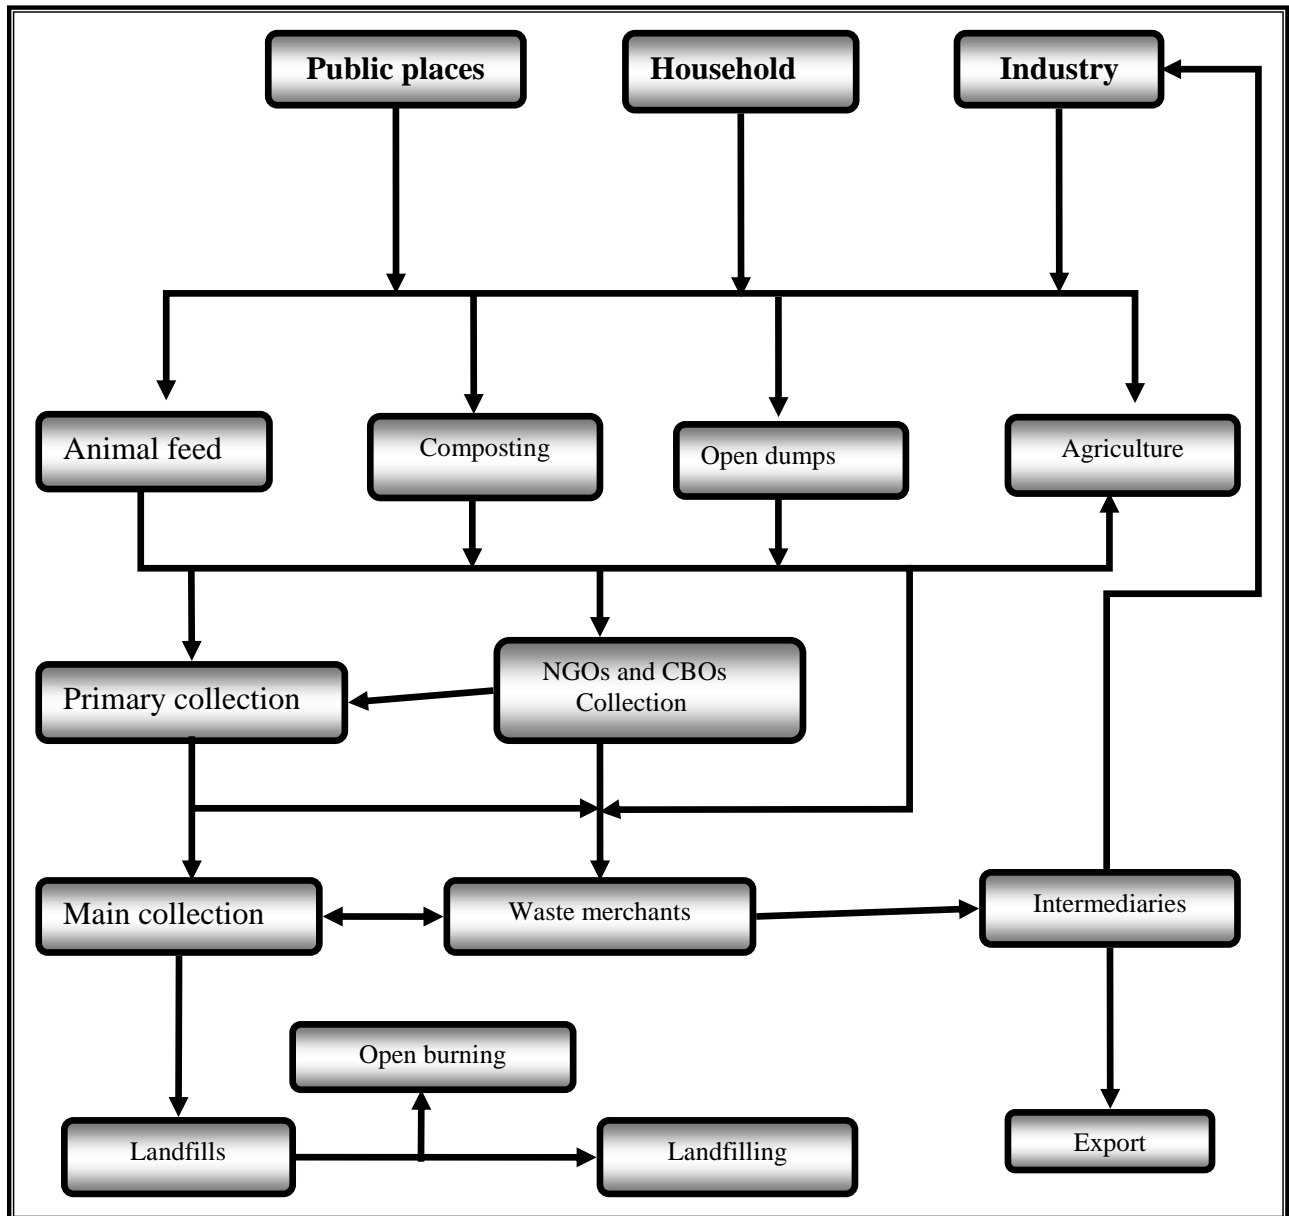 Public places
Household
Industry
Animal feed
Composting
Open dumps
Agriculture
Primary collection
NGOs and CBOs
Collection
Main collection
Waste merchants
Intermediaries
Open burning
Landfills
Landfilling
Export